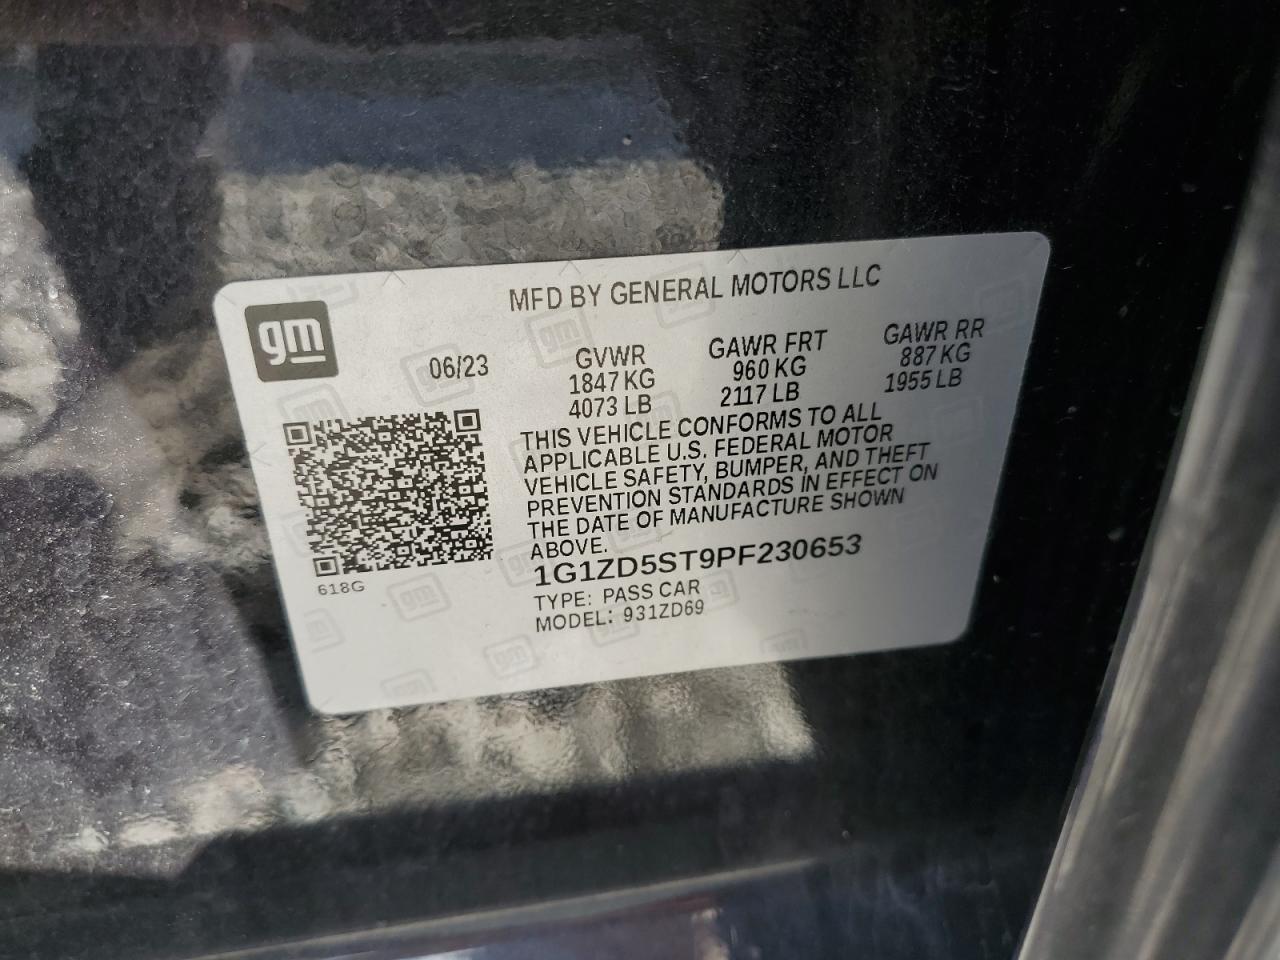 MFD BY GENERAL MOTORS LLC
gm
06/23
GVWR
1847 KG
4073 LB
GAWR FRT
960 KG
2117 LB
GAWR RR
887 KG
1955 LB
THIS VEHICLE CONFORMS TO ALL
APPLICABLE U.S. FEDERAL MOTOR
VEHICLE SAFETY, BUMPER, AND THEFT
PREVENTION STANDARDS IN EFFECT ON
THE DATE OF MANUFACTURE SHOWN
ABOVE.
1G1ZD5ST9PF230653
618G
TYPE: PASS CAR
MODEL: 931ZD69